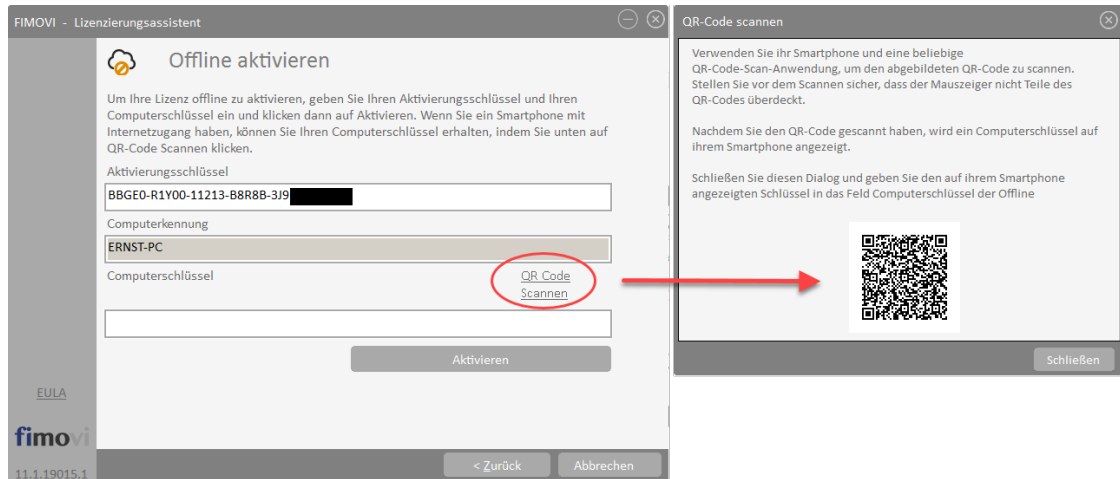 FIMOVI - Lizenzierungsassistent
Offline aktivieren
Um Ihre Lizenz offline zu aktivieren, geben Sie Ihren Aktivierungsschlüssel und Ihren
Computerschlüssel ein und klicken dann auf Aktivieren. Wenn Sie ein Smartphone mit
Internetzugang haben, können Sie Ihren Computerschlüssel erhalten, indem Sie unten auf
QR-Code Scannen klicken.
Aktivierungsschlüssel
BBGE0-R1Y00-11213-B8R8B-3J9
Computerkennung
ERNST-PC
Computerschlüssel
QR Code
Scannen
Aktivieren
EULA
fimovi
11.1.19015.1
< Zurück
Abbrechen
QR-Code scannen
Verwenden Sie ihr Smartphone und eine beliebige
QR-Code-Scan-Anwendung, um den abgebildeten QR-Code zu scannen.
Stellen Sie vor dem Scannen sicher, dass der Mauszeiger nicht Teile des
QR-Codes überdeckt.
Nachdem Sie den QR-Code gescannt haben, wird ein Computerschlüssel auf
ihrem Smartphone angezeigt.
Schließen Sie diesen Dialog und geben Sie den auf ihrem Smartphone
angezeigten Schlüssel in das Feld Computerschlüssel der Offline
Schließen